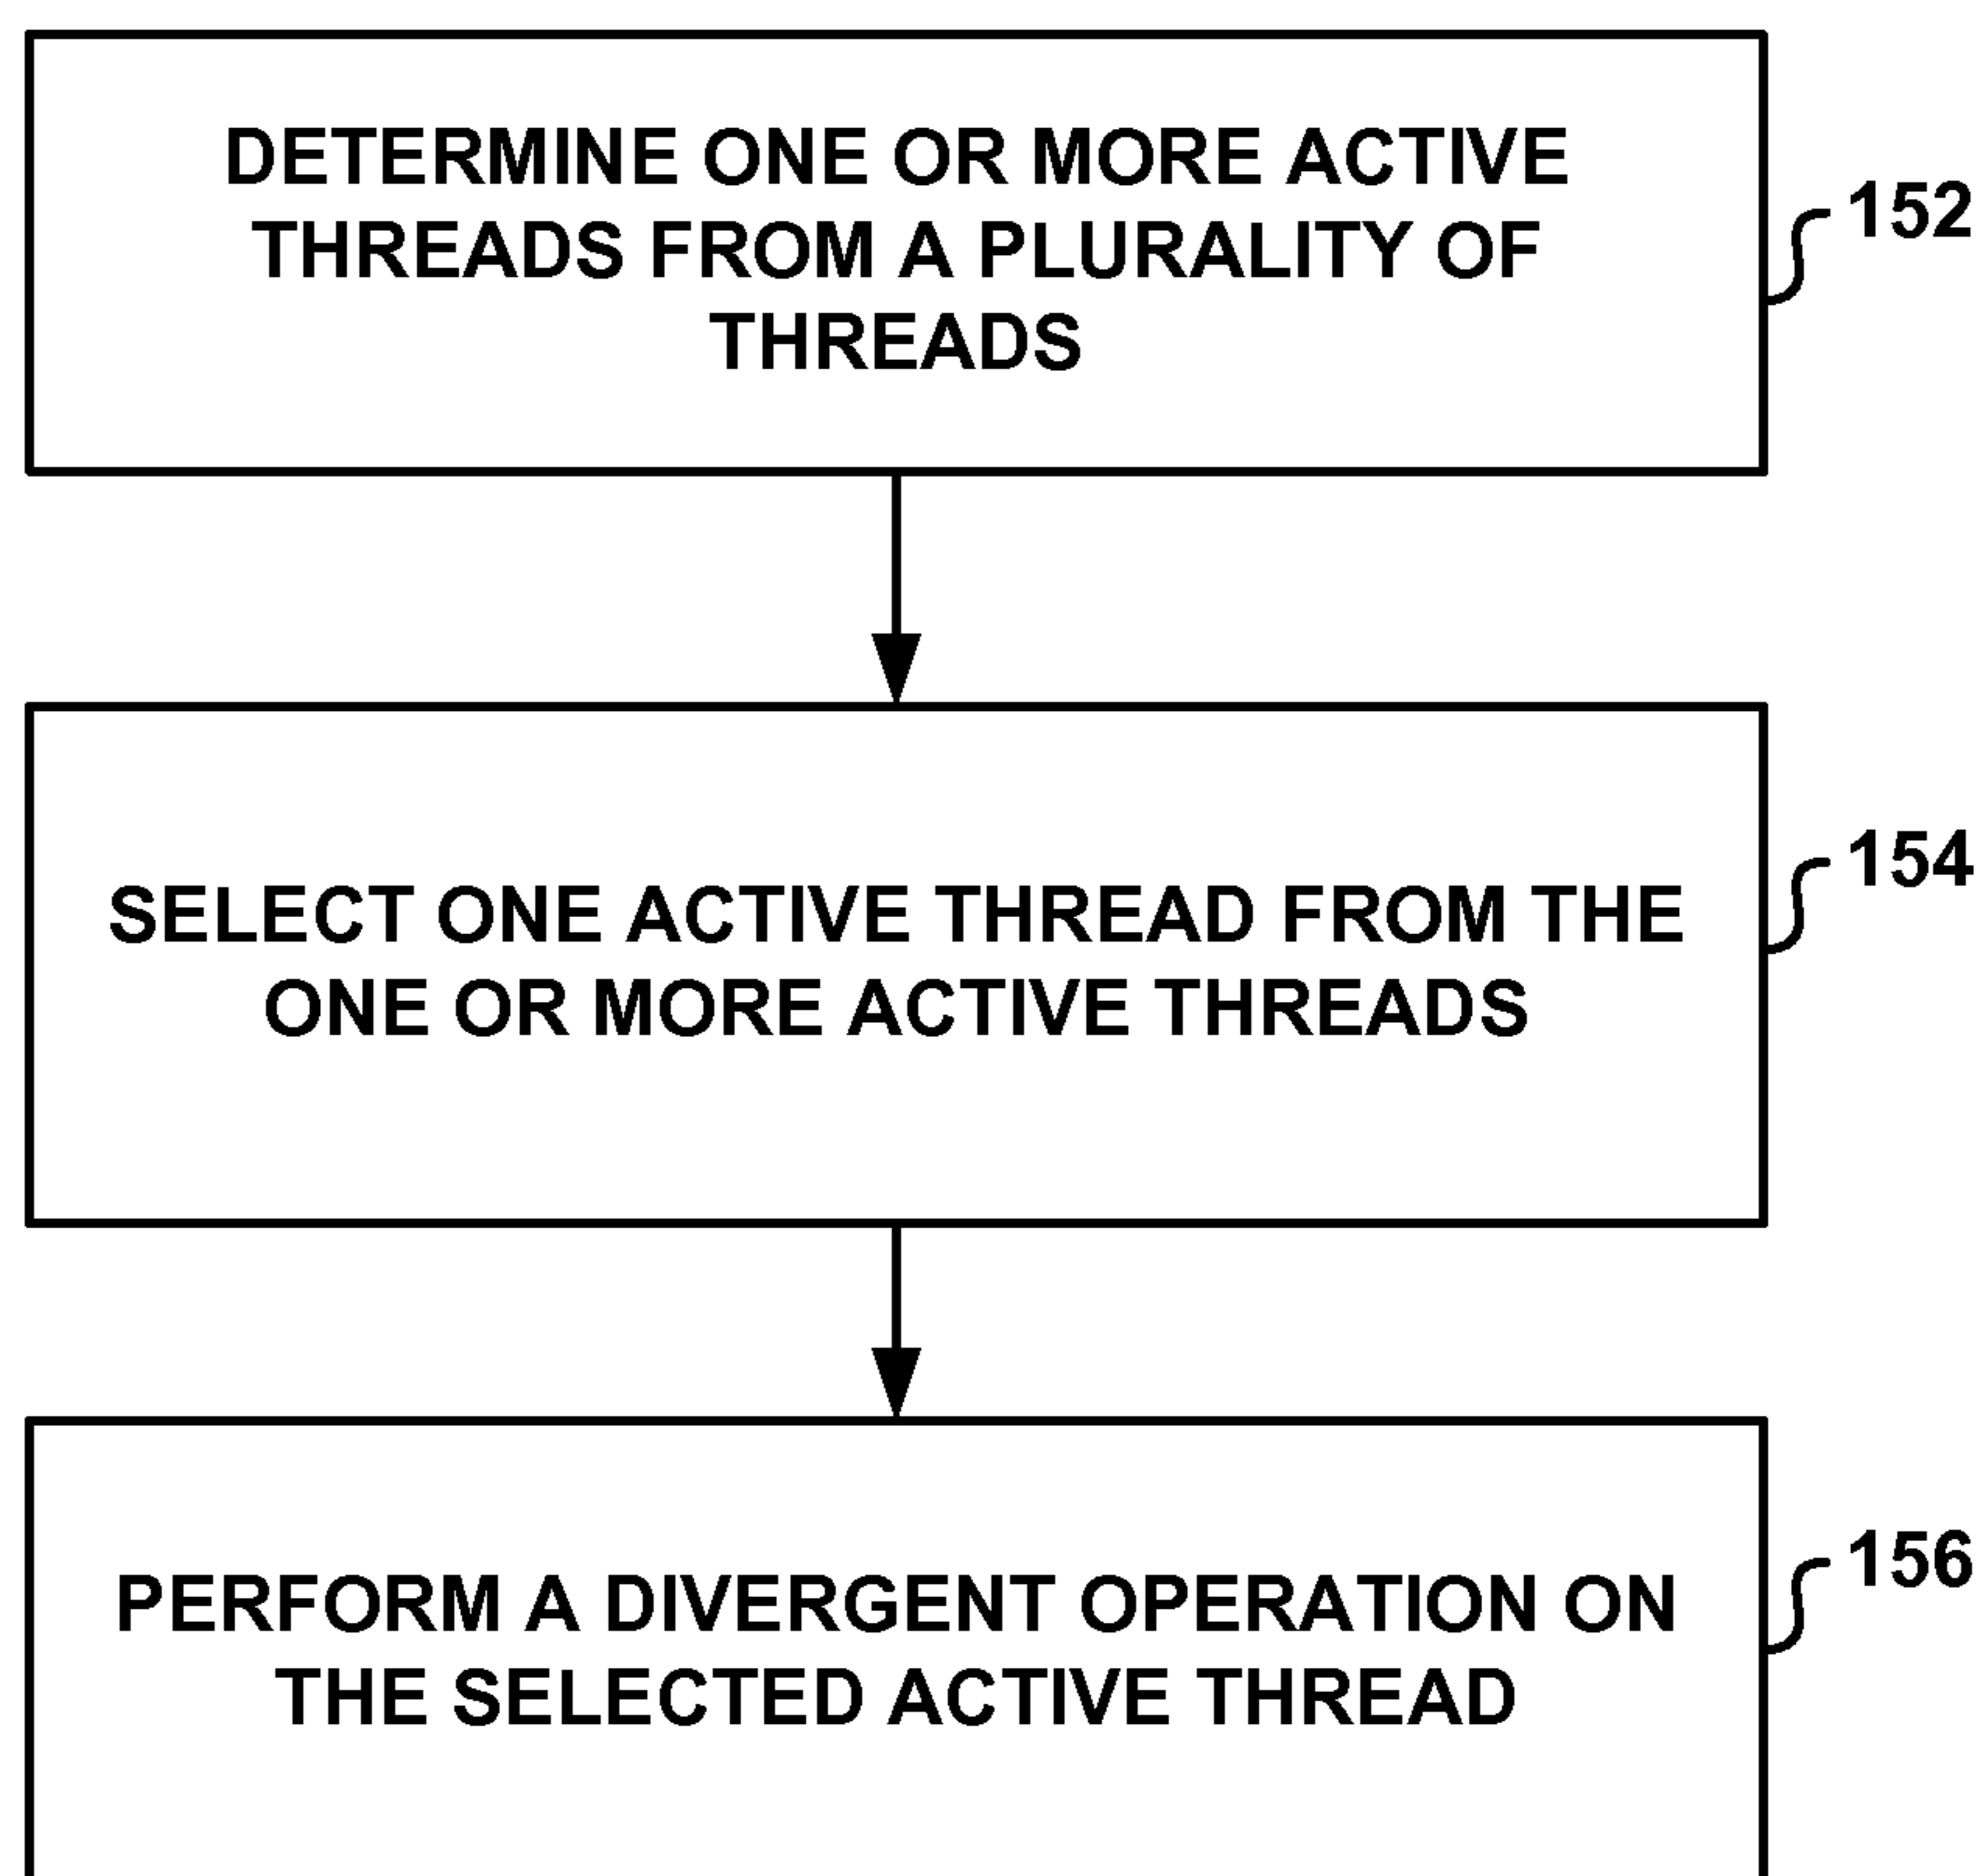 DETERMINE ONE OR MORE ACTIVE
THREADS FROM A PLURALITY OF
THREADS
152
SELECT ONE ACTIVE THREAD FROM THE
ONE OR MORE ACTIVE THREADS
154
PERFORM A DIVERGENT OPERATION ON
THE SELECTED ACTIVE THREAD
156